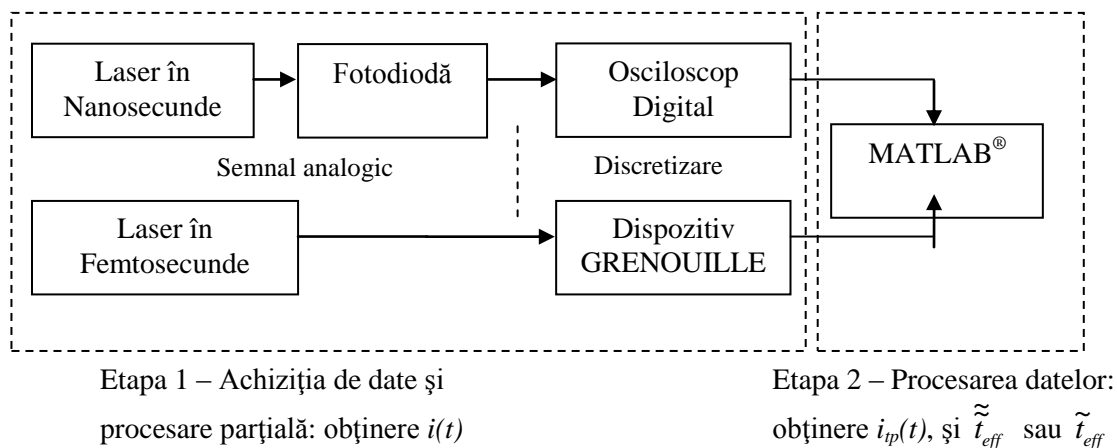 Laser în
Nanosecunde
Fotodiodă
Osciloscop
Digital
MATLAB®
Semnal analogic
Discretizare
Laser în
Femtosecunde
Dispozitiv
GRENOUILLE
Etapa 1 – Achiziţia de date şi
procesare parţială: obţinere i(t)
Etapa 2 – Procesarea datelor:
obţinere i_tp(t), şi t̃̃_eff sau t̃_eff